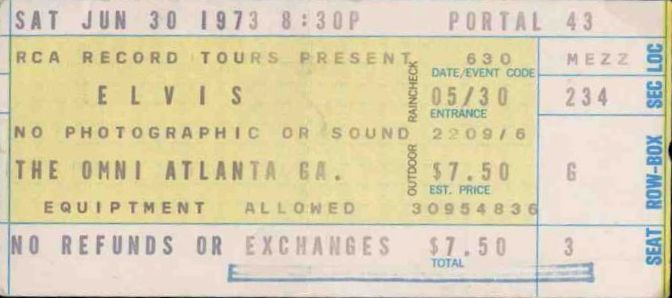 SAT JUN 30 1973 8:30P PORTAL 43
RCA RECORD TOURS PRESENT 630 MEZZ
DATE/EVENT CODE
ELVIS 05/30 234
ENTRANCE
NO PHOTOGRAPHIC OR SOUND 2209/6
THE OMNI ATLANTA GA. $7.50 G
EST. PRICE
EQUIPTMENT ALLOWED 30954836
NO REFUNDS OR EXCHANGES $7.50 3
TOTAL
OUTDOOR RAINCHECK
SEAT ROW-BOX SEC LOC